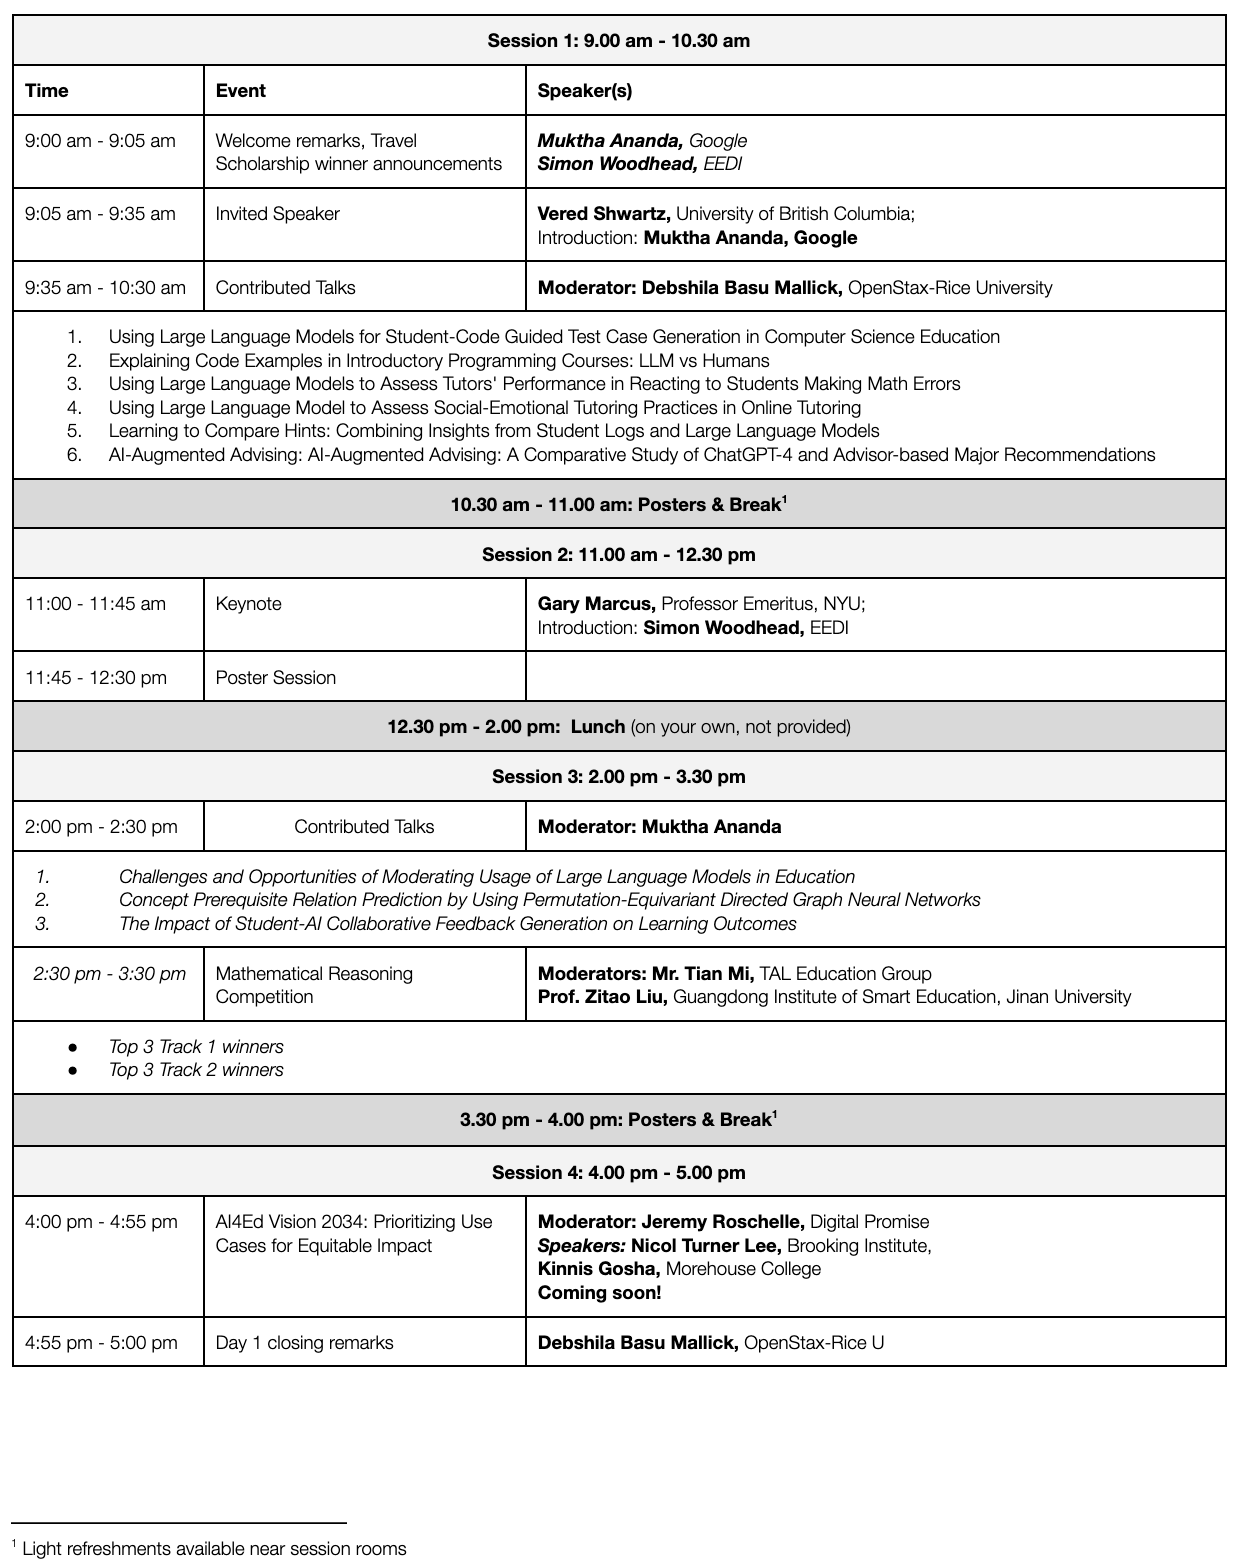 Session 1: 9.00 am - 10.30 am
Time Event Speaker(s)
9:00 am - 9:05 am Welcome remarks, Travel Muktha Ananda, Google
Scholarship winner announcements Simon Woodhead, EEDI
9:05 am - 9:35 am Invited Speaker Vered Shwartz, University of British Columbia;
Introduction: Muktha Ananda, Google
9:35 am - 10:30 am Contributed Talks Moderator: Debshila Basu Mallick, OpenStax-Rice University
1. Using Large Language Models for Student-Code Guided Test Case Generation in Computer Science Education
2. Explaining Code Examples in Introductory Programming Courses: LLM vs Humans
3. Using Large Language Models to Assess Tutors' Performance in Reacting to Students Making Math Errors
4. Using Large Language Model to Assess Social-Emotional Tutoring Practices in Online Tutoring
5. Learning to Compare Hints: Combining Insights from Student Logs and Large Language Models
6. AI-Augmented Advising: AI-Augmented Advising: A Comparative Study of ChatGPT-4 and Advisor-based Major Recommendations
10.30 am - 11.00 am: Posters & Break1
Session 2: 11.00 am - 12.30 pm
11:00 - 11:45 am Keynote Gary Marcus, Professor Emeritus, NYU;
Introduction: Simon Woodhead, EEDI
11:45 - 12:30 pm Poster Session
12.30 pm - 2.00 pm: Lunch (on your own, not provided)
Session 3: 2.00 pm - 3.30 pm
2:00 pm - 2:30 pm Contributed Talks Moderator: Muktha Ananda
1. Challenges and Opportunities of Moderating Usage of Large Language Models in Education
2. Concept Prerequisite Relation Prediction by Using Permutation-Equivariant Directed Graph Neural Networks
3. The Impact of Student-AI Collaborative Feedback Generation on Learning Outcomes
2:30 pm - 3:30 pm Mathematical Reasoning Moderators: Mr. Tian Mi, TAL Education Group
Competition Prof. Zitao Liu, Guangdong Institute of Smart Education, Jinan University
● Top 3 Track 1 winners
● Top 3 Track 2 winners
3.30 pm - 4.00 pm: Posters & Break1
Session 4: 4.00 pm - 5.00 pm
4:00 pm - 4:55 pm AI4Ed Vision 2034: Prioritizing Use Moderator: Jeremy Roschelle, Digital Promise
Cases for Equitable Impact Speakers: Nicol Turner Lee, Brooking Institute,
Kinnis Gosha, Morehouse College
Coming soon!
4:55 pm - 5:00 pm Day 1 closing remarks Debshila Basu Mallick, OpenStax-Rice U
1 Light refreshments available near session rooms